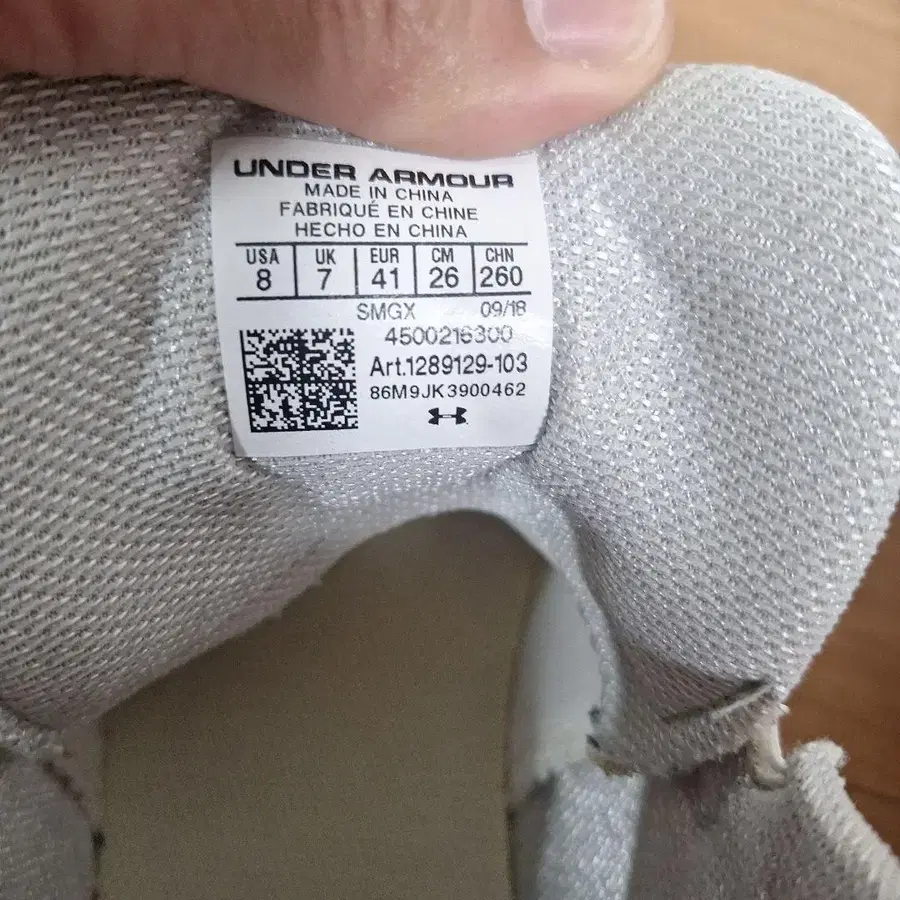 UNDER ARMOUR
MADE IN CHINA
FABRIQUÉ EN CHINE
HECHO EN CHINA
USA UK EUR CM CHN
8 7 41 26 260
SMGX 09/18
4500216300
Art.1289129-103
86M9JK3900462